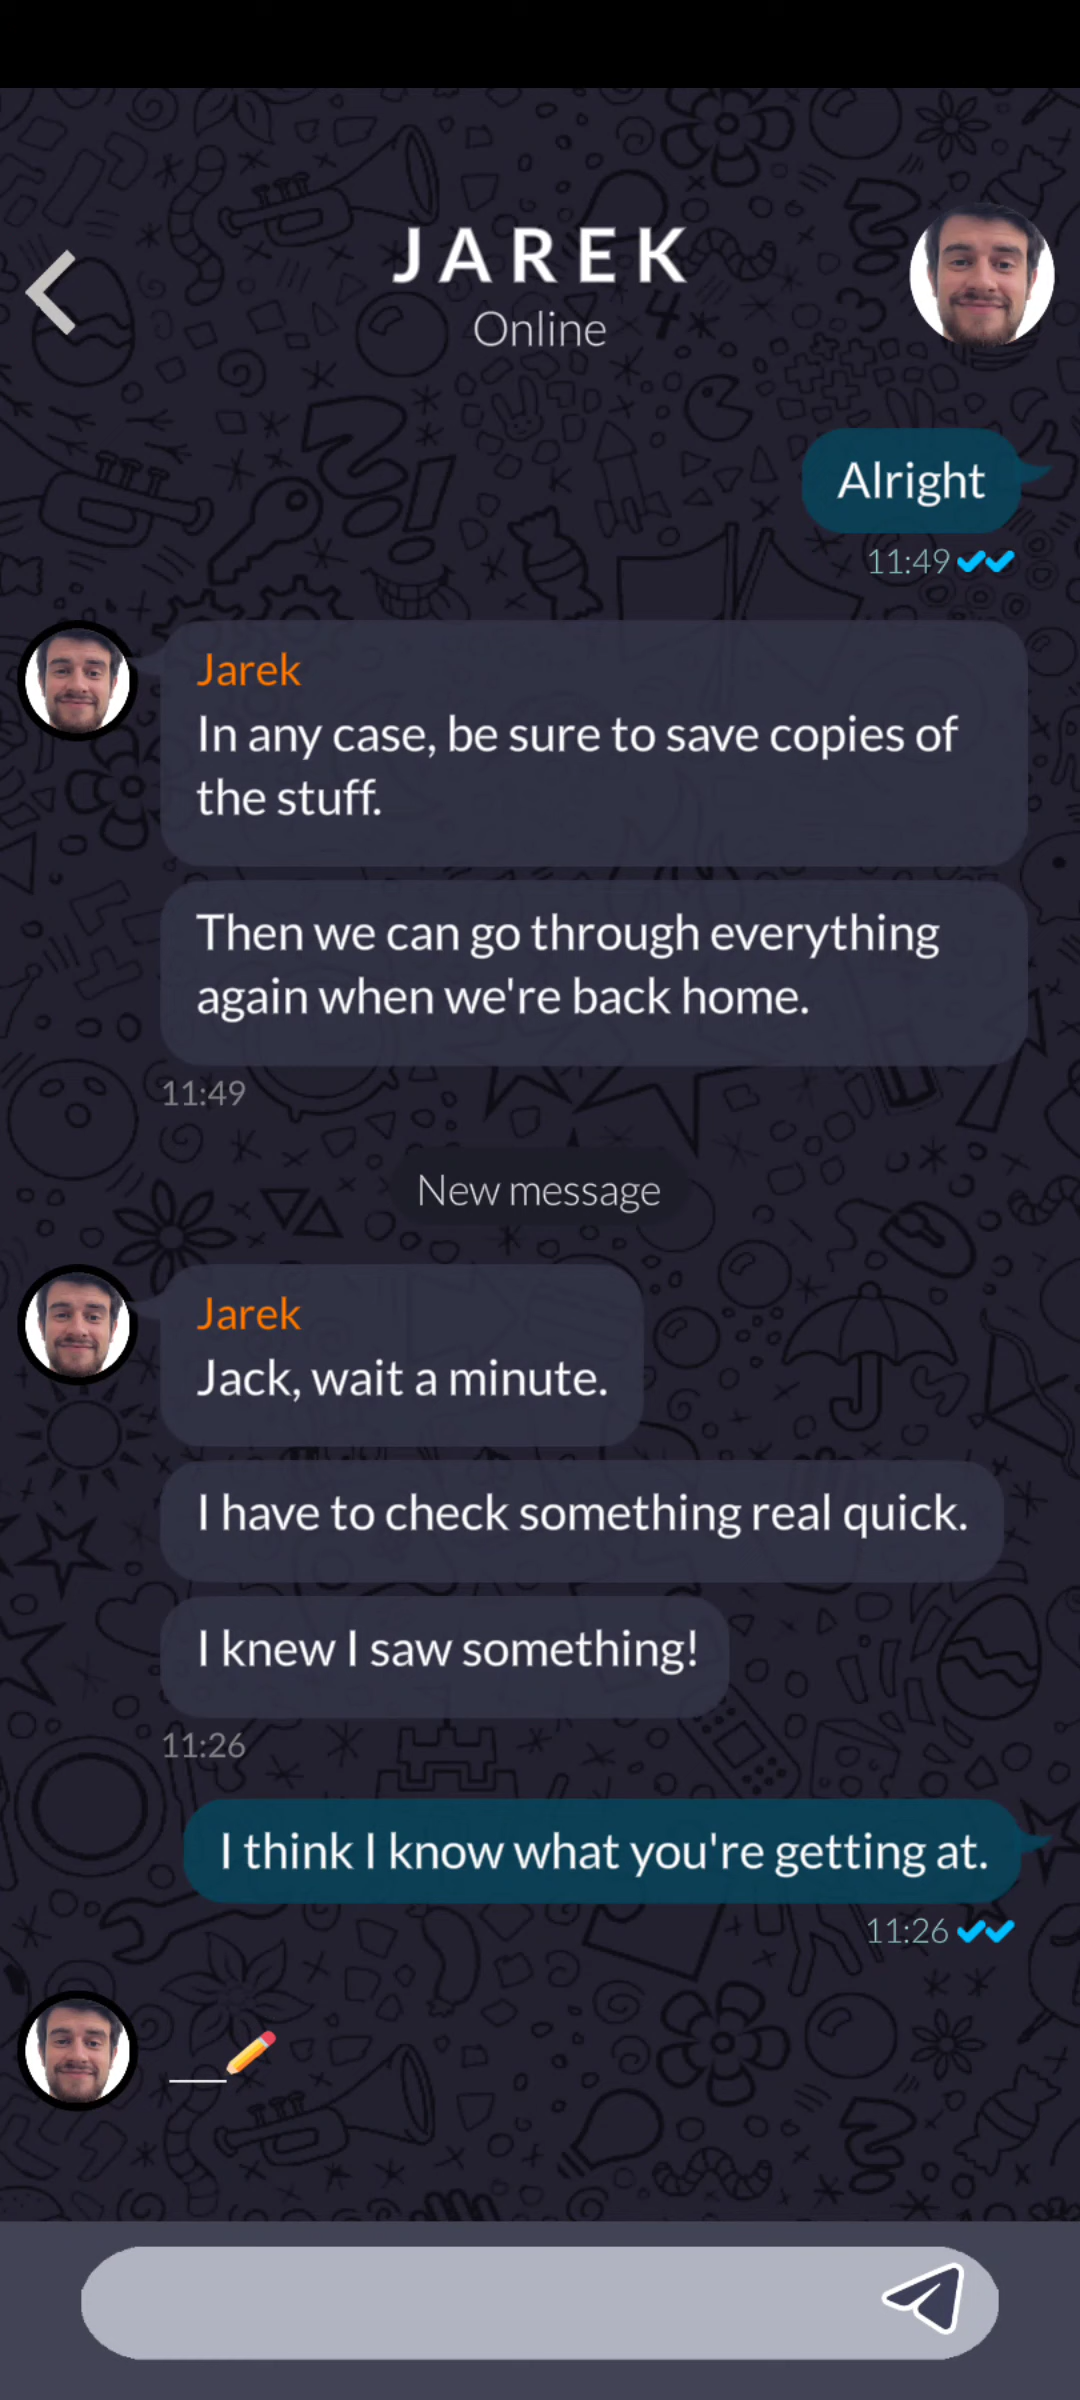 JAREK
Online
Alright
11:49
Jarek
In any case, be sure to save copies of
the stuff.
Then we can go through everything
again when we're back home.
11:49
New message
Jarek
Jack, wait a minute.
I have to check something real quick.
I knew I saw something!
11:26
I think I know what you're getting at.
11:26